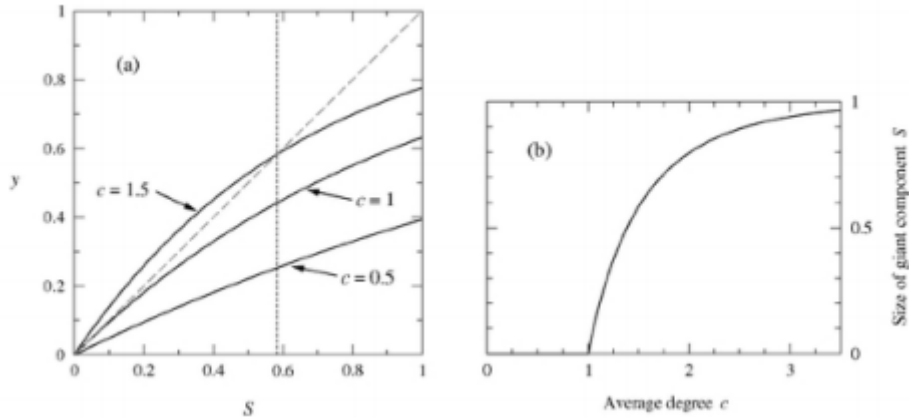 1
(a)
0.8
0.6
y
c = 1.5
c = 1
0.4
0.2
c = 0.5
0
0
0.2
0.4
0.6
0.8
1
S
(b)
1
0.5
0
Size of giant component S
0
1
2
3
Average degree c